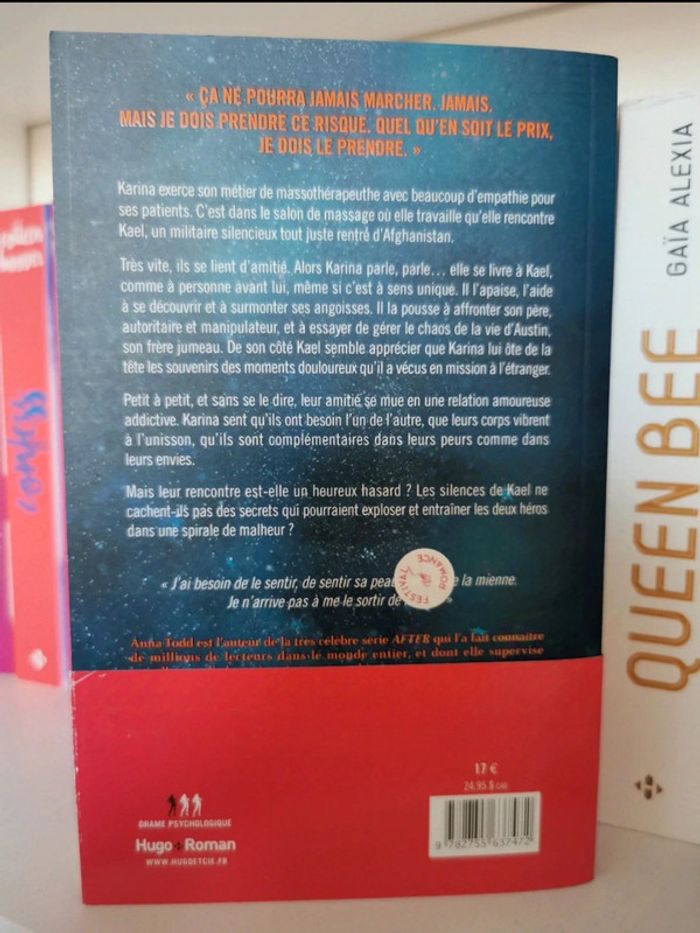 « ÇA NE POURRA JAMAIS MARCHER. JAMAIS.
MAIS JE DOIS PRENDRE CE RISQUE. QUEL QU'EN SOIT LE PRIX,
JE DOIS LE PRENDRE. »
Karina exerce son métier de massothérapeuthe avec beaucoup d'empathie pour
ses patients. C'est dans le salon de massage où elle travaille qu'elle rencontre
Kael, un militaire silencieux tout juste rentré d'Afghanistan.
Très vite, ils se lient d'amitié. Alors Karina parle, parle… elle se livre à Kael,
comme à personne avant lui, même si c'est à sens unique. Il l'apaise, l'aide
à se découvrir et à surmonter ses angoisses. Il la pousse à affronter son père,
autoritaire et manipulateur, et à essayer de gérer le chaos de la vie d'Austin,
son frère jumeau. De son côté Kael semble apprécier que Karina lui ôte de la
tête les souvenirs des moments douloureux qu'il a vécus en mission à l'étranger.
Petit à petit, et sans se le dire, leur amitié se mue en une relation amoureuse
addictive. Karina sent qu'ils ont besoin l'un de l'autre, que leurs corps vibrent
à l'unisson, qu'ils sont complémentaires dans leurs peurs comme dans
leurs envies.
Mais leur rencontre est-elle un heureux hasard ? Les silences de Kael ne
cachent-ils pas des secrets qui pourraient exploser et entraîner les deux héros
dans une spirale de malheur ?
« J'ai besoin de le sentir, de sentir sa peau la mienne.
Je n'arrive pas à me le sortir de »
FESTIVAL ROMANCE
Anna Todd est l'auteur de la très célèbre série AFTER qui l'a fait connaître
de millions de lecteurs dans le monde entier, et dont elle supervise
17 €
24,95 $ CAD
9 782755 637472
DRAME PSYCHOLOGIQUE
Hugo+Roman
WWW.HUGOETCIE.FR
confess
QUEEN BEE
GAÏA ALEXIA